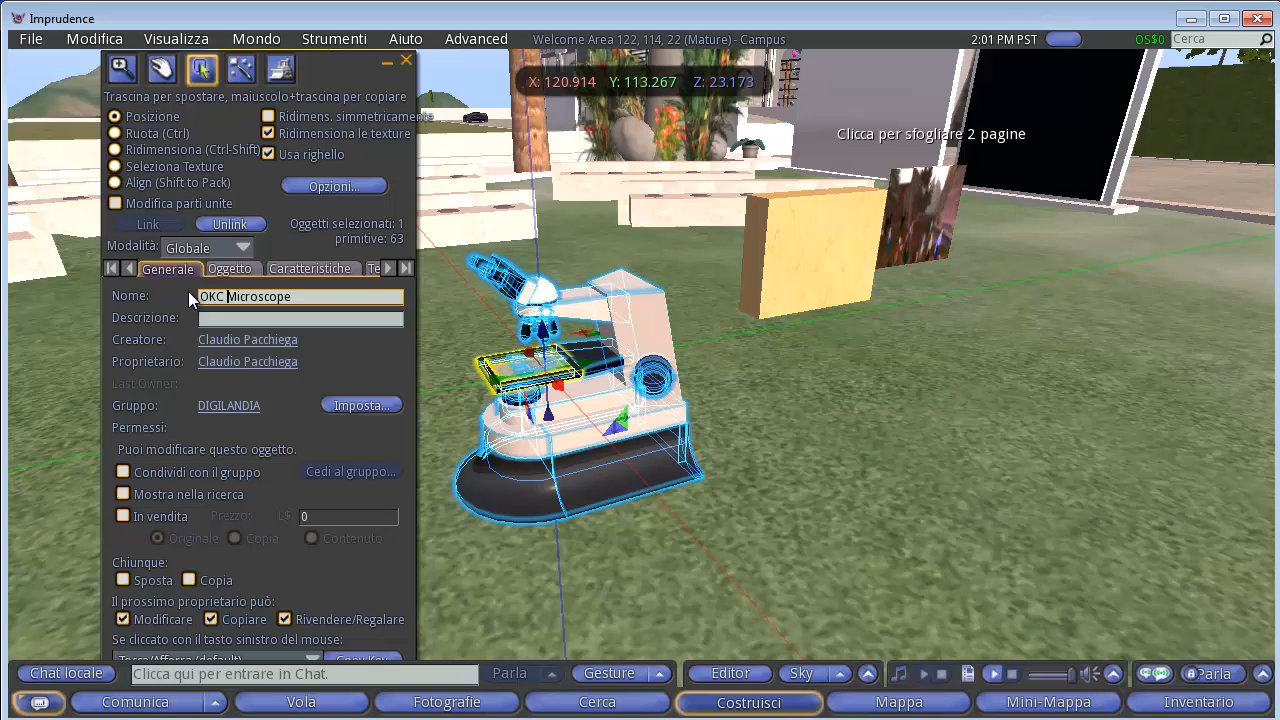 Imprudence
File Modifica Visualizza Mondo Strumenti Aiuto Advanced Welcome Area 122, 114, 22 (Mature) - Campus 2:01 PM PST OS$0 Cerca
X: 120.914 Y: 113.267 Z: 23.173
Trascina per spostare, maiuscolo+trascina per copiare
Posizione Ridimens. simmetricamente
Ruota (Ctrl) Ridimensiona le texture
Ridimensiona (Ctrl-Shift) Usa righello
Seleziona Texture
Align (Shift to Pack) Opzioni...
Modifica parti unite
Link Unlink Oggetti selezionati: 1
primitive: 63
Modalità: Globale
Generale Oggetto Caratteristiche Te
Nome: OKC Microscope
Descrizione:
Creatore: Claudio Pacchiega
Proprietario: Claudio Pacchiega
Last Owner:
Gruppo: DIGILANDIA Imposta...
Permessi:
Puoi modificare questo oggetto.
Condividi con il gruppo Cedi al gruppo...
Mostra nella ricerca
In vendita Prezzo: L$ 0
Originale Copia Contenuto
Chiunque:
Sposta Copia
Il prossimo proprietario può:
Modificare Copiare Rivendere/Regalare
Se cliccato con il tasto sinistro del mouse:
Tocca/Afferra (default) Copy Key
Clicca per sfogliare 2 pagine
Chat locale Clicca qui per entrare in Chat. Parla Gesture Editor Sky Parla
Comunica Vola Fotografie Cerca Costruisci Mappa Mini-Mappa Inventario